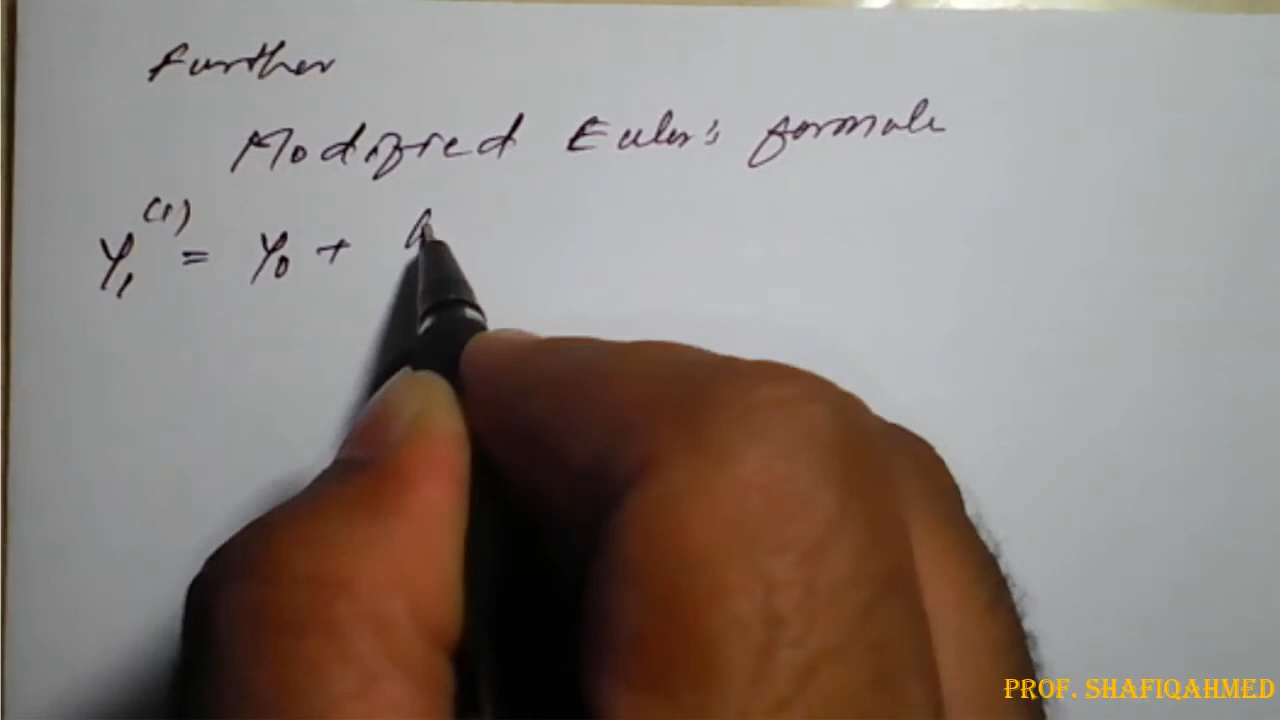 Further
Modified Euler's formula
y₁⁽¹⁾ = y₀ +
PROF. SHAFIQAHMED